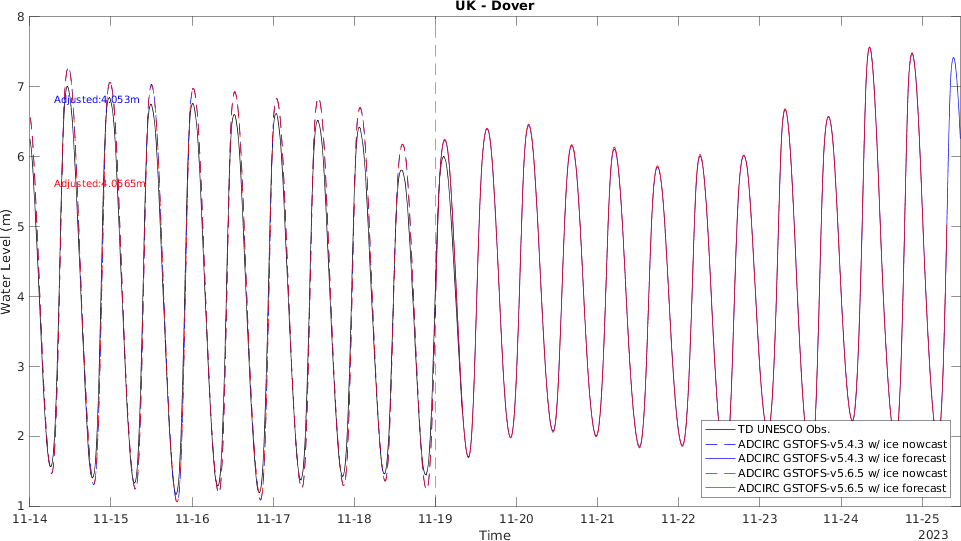 UK - Dover
8
7
6
5
4
3
2
1
Water Level (m)
Adjusted:4.053m
Adjusted:4.0565m
TD UNESCO Obs.
ADCIRC GSTOFS-v5.4.3 w/ ice nowcast
ADCIRC GSTOFS-v5.4.3 w/ ice forecast
ADCIRC GSTOFS-v5.6.5 w/ ice nowcast
ADCIRC GSTOFS-v5.6.5 w/ ice forecast
11-14 11-15 11-16 11-17 11-18 11-19 11-20 11-21 11-22 11-23 11-24 11-25
Time
2023